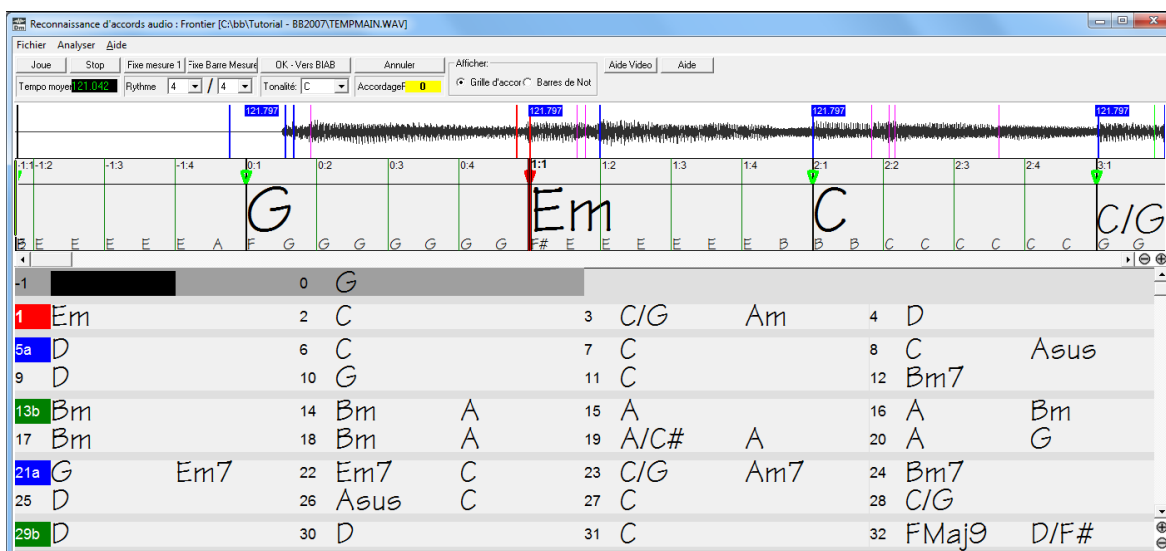 Reconnaissance d'accords audio : Frontier [C:\bb\Tutorial - BB2007\TEMPMAIN.WAV]
Fichier Analyser Aide
Joue Stop Fixe mesure 1 Fixe Barre Mesure OK - Vers BIAB Annuler Afficher: Aide Video Aide
Tempo moyen 121.042 Rythme 4 / 4 Tonalité: C AccordageF 0 Grille d'accor Barres de Not
121.797 121.797 121.797 121.797
-1:1 -1:2 -1:3 -1:4 0:1 0:2 0:3 0:4 1:1 1:2 1:3 1:4 2:1 2:2 2:3 2:4 3:1
G Em C C/G
B E E E E E A F G G G G G G G F# E E E E E E B B B C C C C C C G G
-1 0 G
1 Em 2 C 3 C/G Am 4 D
5a D 6 C 7 C 8 C Asus
9 D 10 G 11 C 12 Bm7
13b Bm 14 Bm A 15 A 16 A Bm
17 Bm 18 Bm A 19 A/C# A 20 A G
21a G Em7 22 Em7 C 23 C/G Am7 24 Bm7
25 D 26 Asus C 27 C 28 C/G
29b D 30 D 31 C 32 FMaj9 D/F#